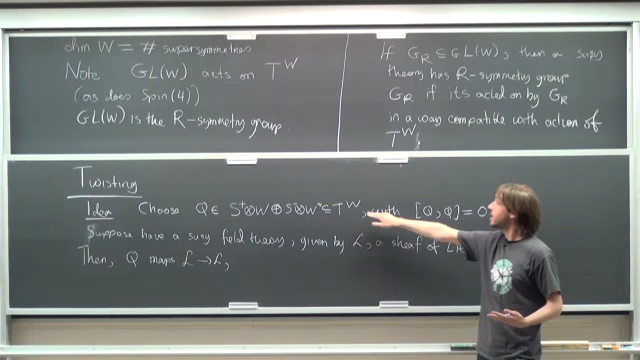 dim W = # supersymmetries
Note GL(W) acts on T^W
(as does Spin(4))
GL(W) is the R-symmetry group.
If G_R ⊆ GL(W), then a susy
theory has R-symmetry group
G_R if it's acted on by G_R
in a way compatible with action of
T^W,
Twisting
Idea Choose Q ∈ S⁺⊗W ⊕ S⁻⊗W* ⊆ T^W, with [Q, Q] = 0
Suppose have a susy field theory, given by ℒ, a sheaf of
Then, Q maps ℒ → ℒ,